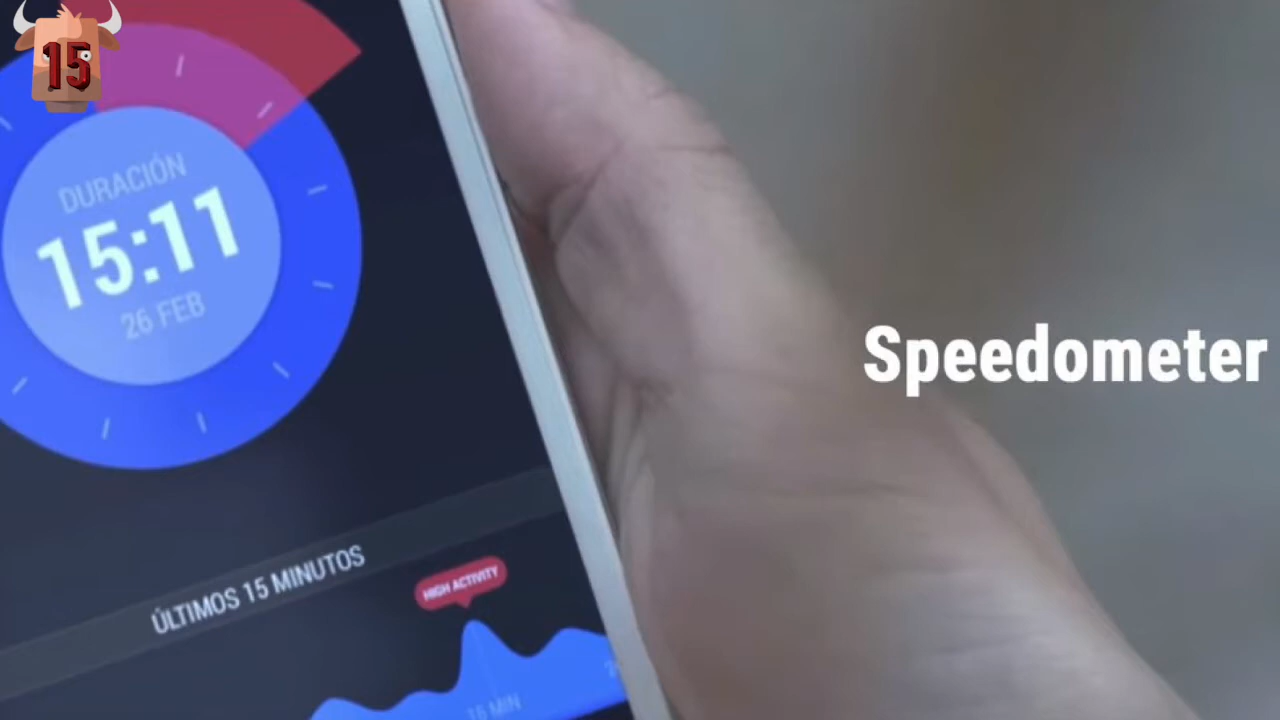 15
DURACIÓN
15:11
26 FEB
Speedometer
ÚLTIMOS 15 MINUTOS
HIGH ACTIVITY
15 MIN